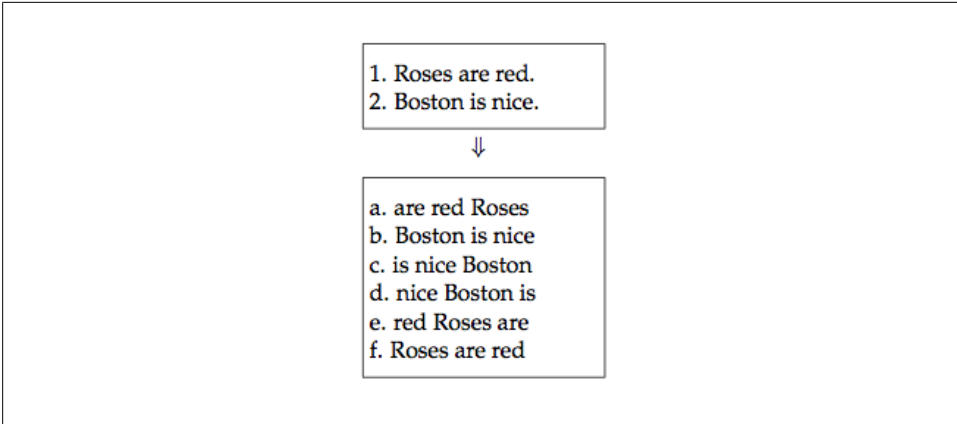 1. Roses are red.
2. Boston is nice.
⇓
a. are red Roses
b. Boston is nice
c. is nice Boston
d. nice Boston is
e. red Roses are
f. Roses are red